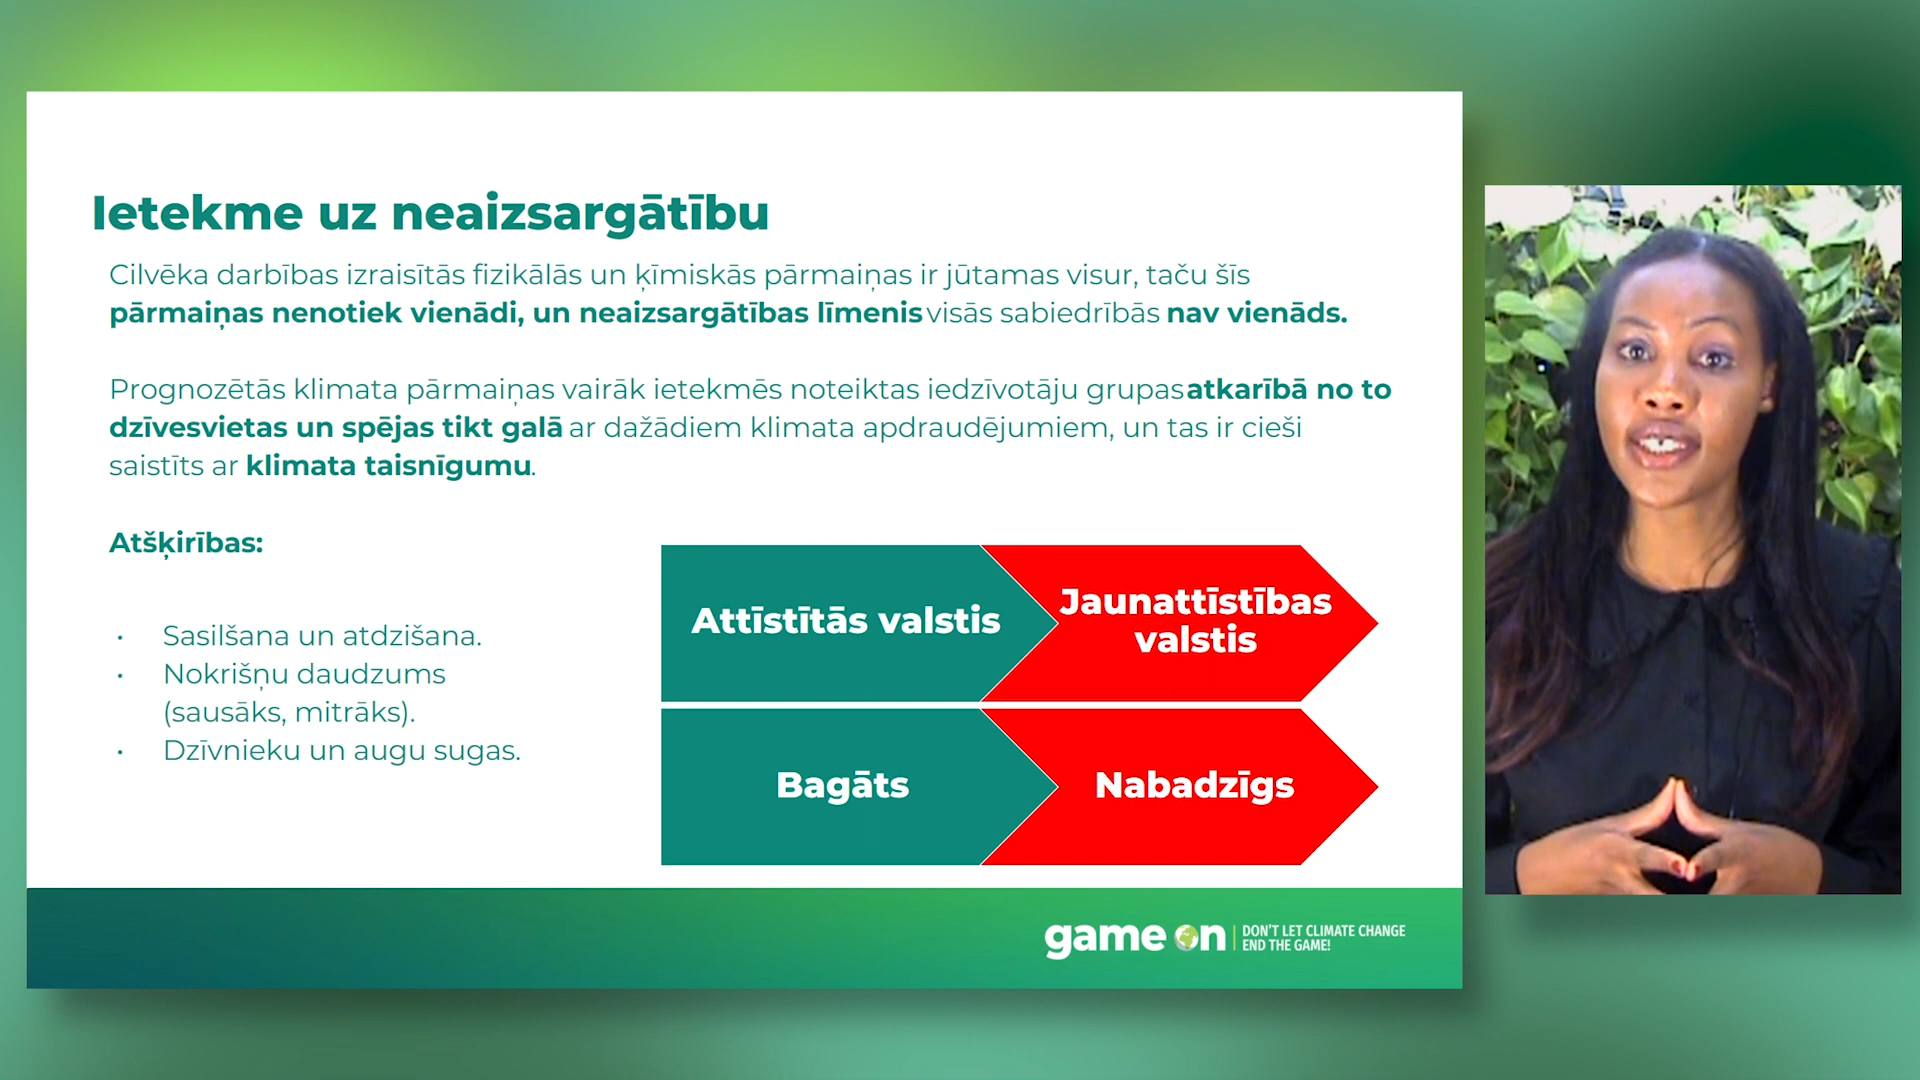 Ietekme uz neaizsargātību
Cilvēka darbības izraisītās fizikālās un ķīmiskās pārmaiņas ir jūtamas visur, taču šīs
pārmaiņas nenotiek vienādi, un neaizsargātības līmenis visās sabiedrībās nav vienāds.
Prognozētās klimata pārmaiņas vairāk ietekmēs noteiktas iedzīvotāju grupas atkarībā no to
dzīvesvietas un spējas tikt galā ar dažādiem klimata apdraudējumiem, un tas ir cieši
saistīts ar klimata taisnīgumu.
Atšķirības:
• Sasilšana un atdzišana.
• Nokrišņu daudzums
(sausāks, mitrāks).
• Dzīvnieku un augu sugas.
Attīstītās valstis
Jaunattīstības
valstis
Bagāts
Nabadzīgs
game on
DON'T LET CLIMATE CHANGE
END THE GAME!